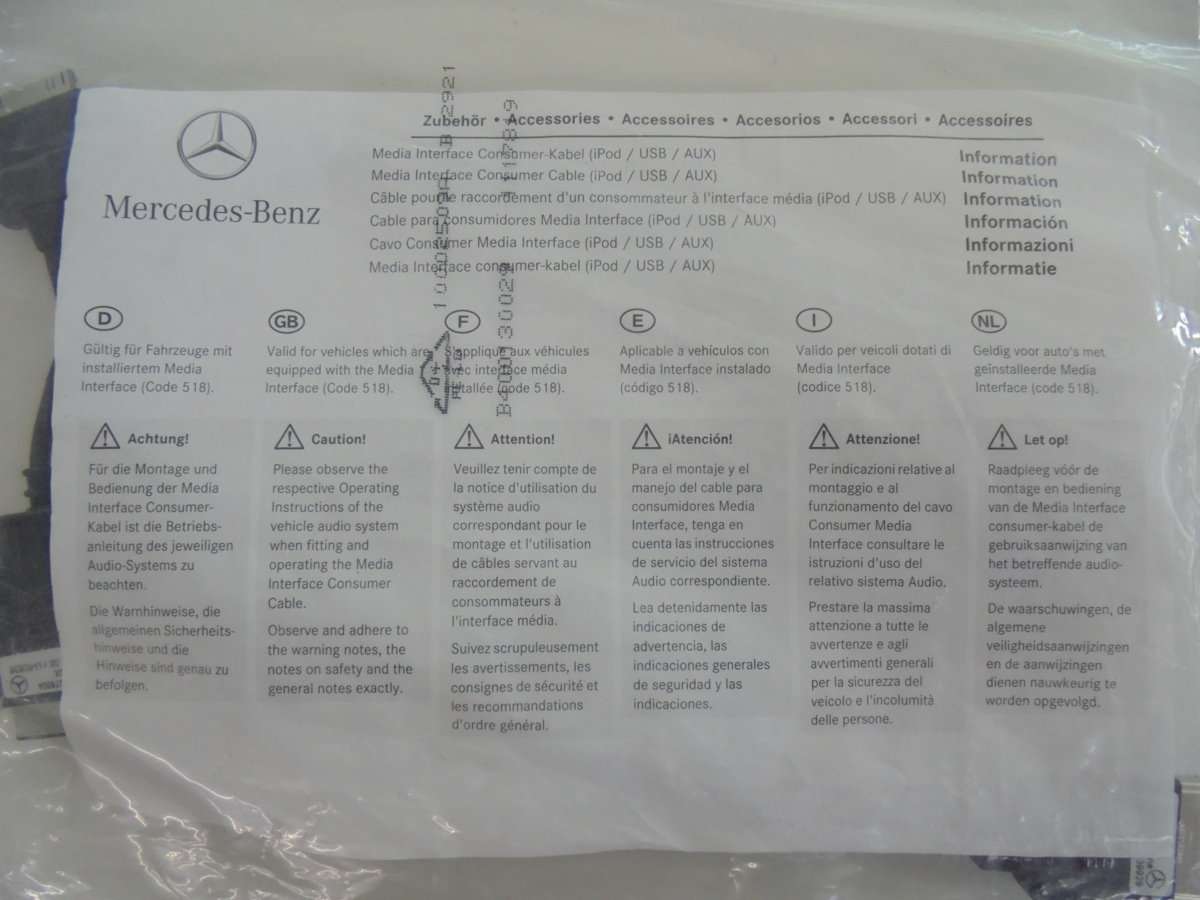 Mercedes-Benz
Zubehör • Accessories • Accessoires • Accesorios • Accessori • Accessoires
Media Interface Consumer-Kabel (iPod / USB / AUX) Information
Media Interface Consumer Cable (iPod / USB / AUX) Information
Câble pour le raccordement d'un consommateur à l'interface média (iPod / USB / AUX) Information
Cable para consumidores Media Interface (iPod / USB / AUX) Información
Cavo Consumer Media Interface (iPod / USB / AUX) Informazioni
Media Interface consumer-kabel (iPod / USB / AUX) Informatie
D
Gültig für Fahrzeuge mit
installiertem Media
Interface (Code 518).
Achtung!
Für die Montage und
Bedienung der Media
Interface Consumer-
Kabel ist die Betriebs-
anleitung des jeweiligen
Audio-Systems zu
beachten.
Die Warnhinweise, die
allgemeinen Sicherheits-
hinweise und die
Hinweise sind genau zu
befolgen.
GB
Valid for vehicles which are
equipped with the Media
Interface (Code 518).
Caution!
Please observe the
respective Operating
Instructions of the
vehicle audio system
when fitting and
operating the Media
Interface Consumer
Cable.
Observe and adhere to
the warning notes, the
notes on safety and the
general notes exactly.
F
S'applique aux véhicules
avec interface média
installée (code 518).
Attention!
Veuillez tenir compte de
la notice d'utilisation du
système audio
correspondant pour le
montage et l'utilisation
de câbles servant au
raccordement de
consommateurs à
l'interface média.
Suivez scrupuleusement
les avertissements, les
consignes de sécurité et
les recommandations
d'ordre général.
E
Aplicable a vehículos con
Media Interface instalado
(código 518).
¡Atención!
Para el montaje y el
manejo del cable para
consumidores Media
Interface, tenga en
cuenta las instrucciones
de servicio del sistema
Audio correspondiente.
Lea detenidamente las
indicaciones de
advertencia, las
indicaciones generales
de seguridad y las
indicaciones.
I
Valido per veicoli dotati di
Media Interface
(codice 518).
Attenzione!
Per indicazioni relative al
montaggio e al
funzionamento del cavo
Consumer Media
Interface consultare le
istruzioni d'uso del
relativo sistema Audio.
Prestare la massima
attenzione a tutte le
avvertenze e agli
avvertimenti generali
per la sicurezza del
veicolo e l'incolumità
delle persone.
NL
Geldig voor auto's met
geïnstalleerde Media
Interface (code 518).
Let op!
Raadpleeg vóór de
montage en bediening
van de Media Interface
consumer-kabel de
gebruiksaanwijzing van
het betreffende audio-
systeem.
De waarschuwingen, de
algemene
veiligheidsaanwijzingen
en de aanwijzingen
dienen nauwkeurig te
worden opgevolgd.